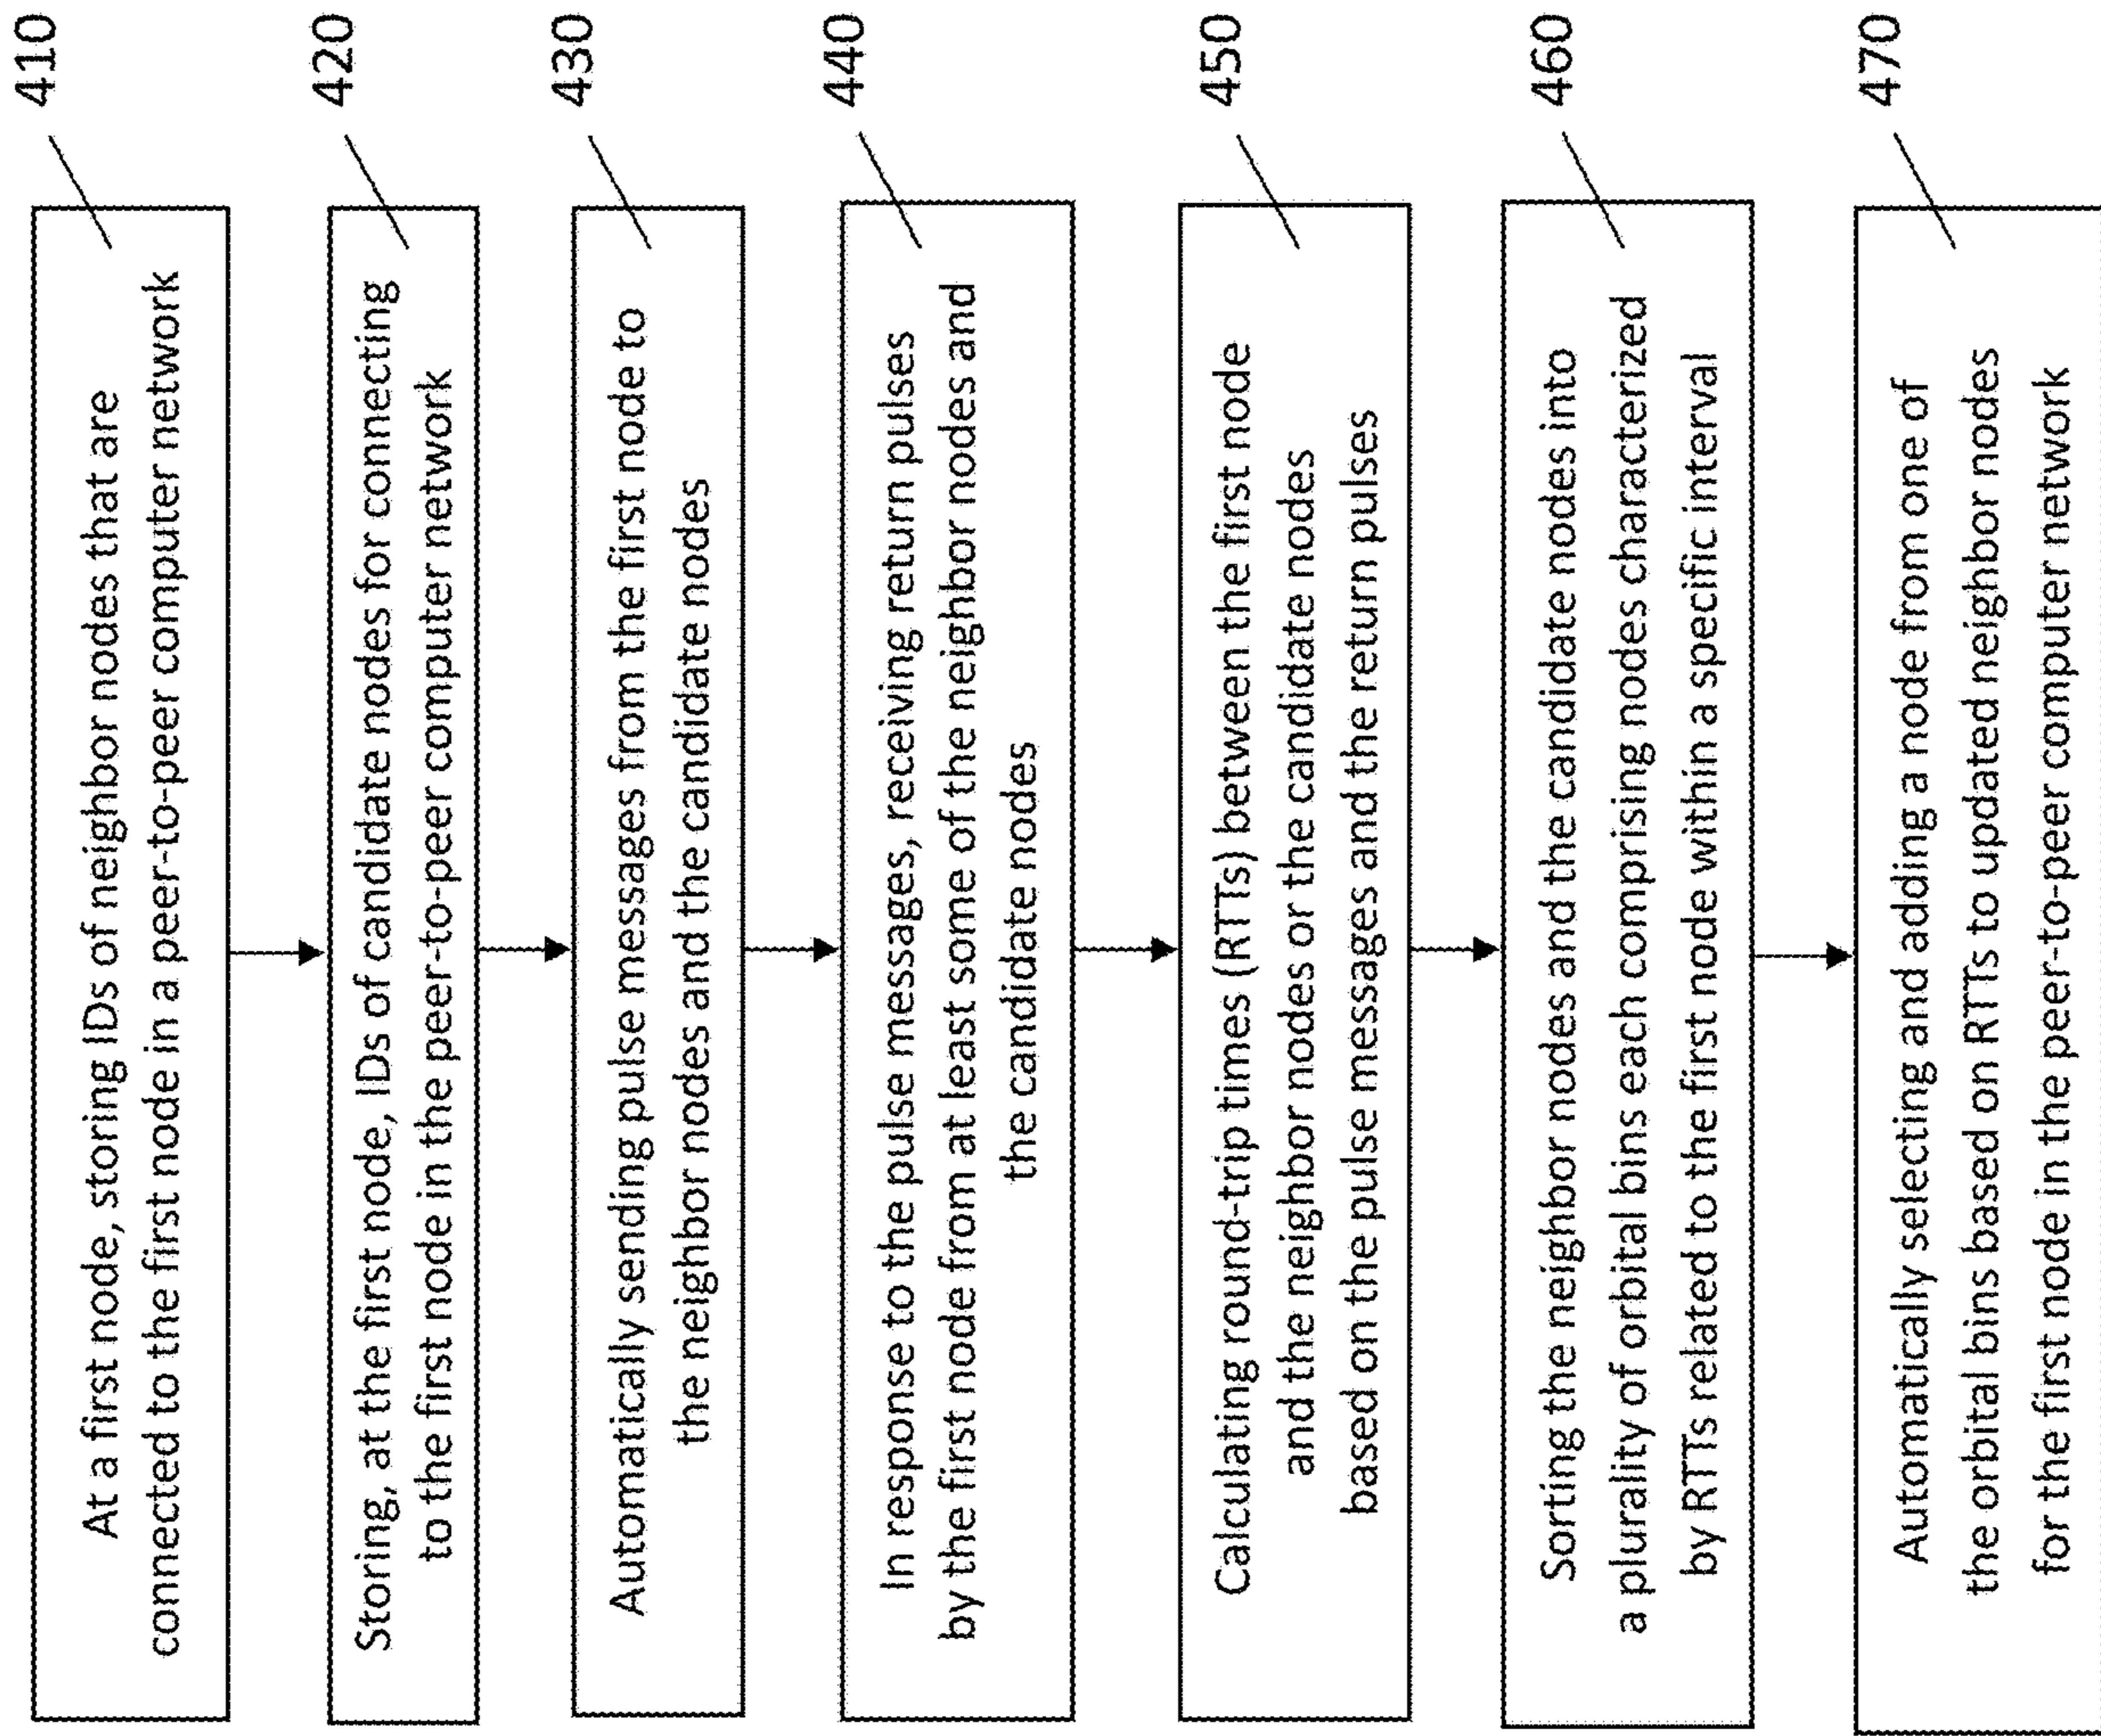 410
At a first node, storing IDs of neighbor nodes that are
connected to the first node in a peer-to-peer computer network
420
Storing, at the first node, IDs of candidate nodes for connecting
to the first node in the peer-to-peer computer network
430
Automatically sending pulse messages from the first node to
the neighbor nodes and the candidate nodes
440
In response to the pulse messages, receiving return pulses
by the first node from at least some of the neighbor nodes and
the candidate nodes
450
Calculating round-trip times (RTTs) between the first node
and the neighbor nodes or the candidate nodes
based on the pulse messages and the return pulses
460
Sorting the neighbor nodes and the candidate nodes into
a plurality of orbital bins each comprising nodes characterized
by RTTs related to the first node within a specific interval
470
Automatically selecting and adding a node from one of
the orbital bins based on RTTs to updated neighbor nodes
for the first node in the peer-to-peer computer network